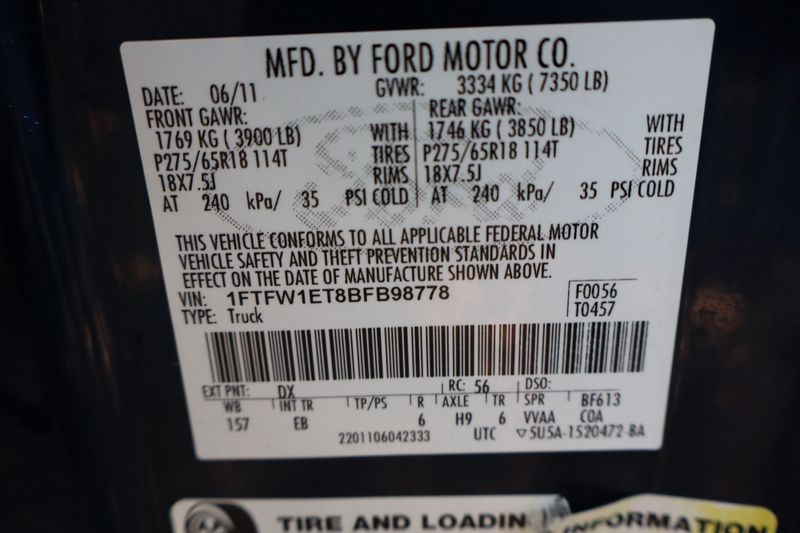 MFD. BY FORD MOTOR CO.
DATE: 06/11 GVWR: 3334 KG ( 7350 LB)
FRONT GAWR: REAR GAWR:
1769 KG ( 3900 LB) WITH 1746 KG ( 3850 LB) WITH
P275/65R18 114T TIRES P275/65R18 114T TIRES
18X7.5J RIMS 18X7.5J RIMS
AT 240 kPa/ 35 PSI COLD AT 240 kPa/ 35 PSI COLD
THIS VEHICLE CONFORMS TO ALL APPLICABLE FEDERAL MOTOR
VEHICLE SAFETY AND THEFT PREVENTION STANDARDS IN
EFFECT ON THE DATE OF MANUFACTURE SHOWN ABOVE.
VIN: 1FTFW1ET8BFB98778 F0056
TYPE: Truck T0457
EXT PNT: DX RC: 56 DSO:
WB INT TR TP/PS R AXLE TR SPR BF613
157 EB 6 H9 6 VVAA COA
2201106042333 UTC ▽5U5A-1520472-BA
TIRE AND LOADING INFORMATION